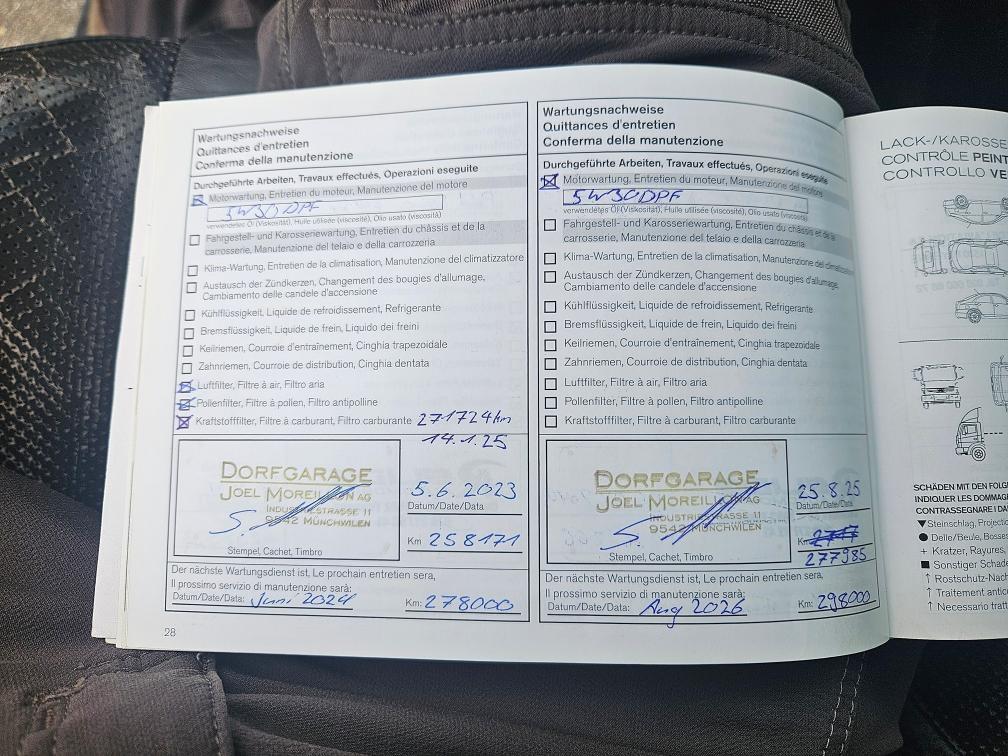 Wartungsnachweise
Quittances d'entretien
Conferma della manutenzione
Durchgeführte Arbeiten, Travaux effectués, Operazioni eseguite
Motorwartung, Entretien du moteur, Manutenzione del motore
5W30 DPF
verwendetes Öl (Viskosität), Huile utilisée (viscosité), Olio usato (viscosità)
Fahrgestell- und Karosseriewartung, Entretien du châssis et de la
carrosserie, Manutenzione del telaio e della carrozzeria
Klima-Wartung, Entretien de la climatisation, Manutenzione del climatizzatore
Austausch der Zündkerzen, Changement des bougies d'allumage,
Cambiamento delle candele d'accensione
Kühlflüssigkeit, Liquide de refroidissement, Refrigerante
Bremsflüssigkeit, Liquide de frein, Liquido dei freini
Keilriemen, Courroie d'entraînement, Cinghia trapezoidale
Zahnriemen, Courroie de distribution, Cinghia dentata
Luftfilter, Filtre à air, Filtro aria
Pollenfilter, Filtre à pollen, Filtro antipolline
Kraftstofffilter, Filtre à carburant, Filtro carburante 271724 km
14.1.25
DORFGARAGE
JOEL MOREILLON AG
INDUSTRIESTRASSE 11
9542 MÜNCHWILEN
Stempel, Cachet, Timbro
5.6.2023
Datum/Date/Data
Km 258171
Der nächste Wartungsdienst ist, Le prochain entretien sera,
Il prossimo servizio di manutenzione sarà:
Datum/Date/Data: Juni 2024 Km: 278000
28
Wartungsnachweise
Quittances d'entretien
Conferma della manutenzione
Durchgeführte Arbeiten, Travaux effectués, Operazioni eseguite
Motorwartung, Entretien du moteur, Manutenzione del motore
5W30 DPF
verwendetes Öl (Viskosität), Huile utilisée (viscosité), Olio usato (viscosità)
Fahrgestell- und Karosseriewartung, Entretien du châssis et de la
carrosserie, Manutenzione del telaio e della carrozzeria
Klima-Wartung, Entretien de la climatisation, Manutenzione del climatizzatore
Austausch der Zündkerzen, Changement des bougies d'allumage,
Cambiamento delle candele d'accensione
Kühlflüssigkeit, Liquide de refroidissement, Refrigerante
Bremsflüssigkeit, Liquide de frein, Liquido dei freini
Keilriemen, Courroie d'entraînement, Cinghia trapezoidale
Zahnriemen, Courroie de distribution, Cinghia dentata
Luftfilter, Filtre à air, Filtro aria
Pollenfilter, Filtre à pollen, Filtro antipolline
Kraftstofffilter, Filtre à carburant, Filtro carburante
DORFGARAGE
JOEL MOREILLON AG
INDUSTRIESTRASSE 11
9542 MÜNCHWILEN
Stempel, Cachet, Timbro
25.8.25
Datum/Date/Data
Km
277985
Der nächste Wartungsdienst ist, Le prochain entretien sera,
Il prossimo servizio di manutenzione sarà:
Datum/Date/Data: Aug 2026 Km: 298000
LACK-/KAROSSE
CONTRÔLE PEINT
CONTROLLO VE
SCHÄDEN MIT DEN FOLG
INDIQUER LES DOMMAG
CONTRASSEGNARE I DA
▼ Steinschlag, Projectio
● Delle/Beule, Bosses
+ Kratzer, Rayures
■ Sonstiger Schade
↑ Rostschutz-Nac
↑ Traitement antico
↑ Necessario tratt